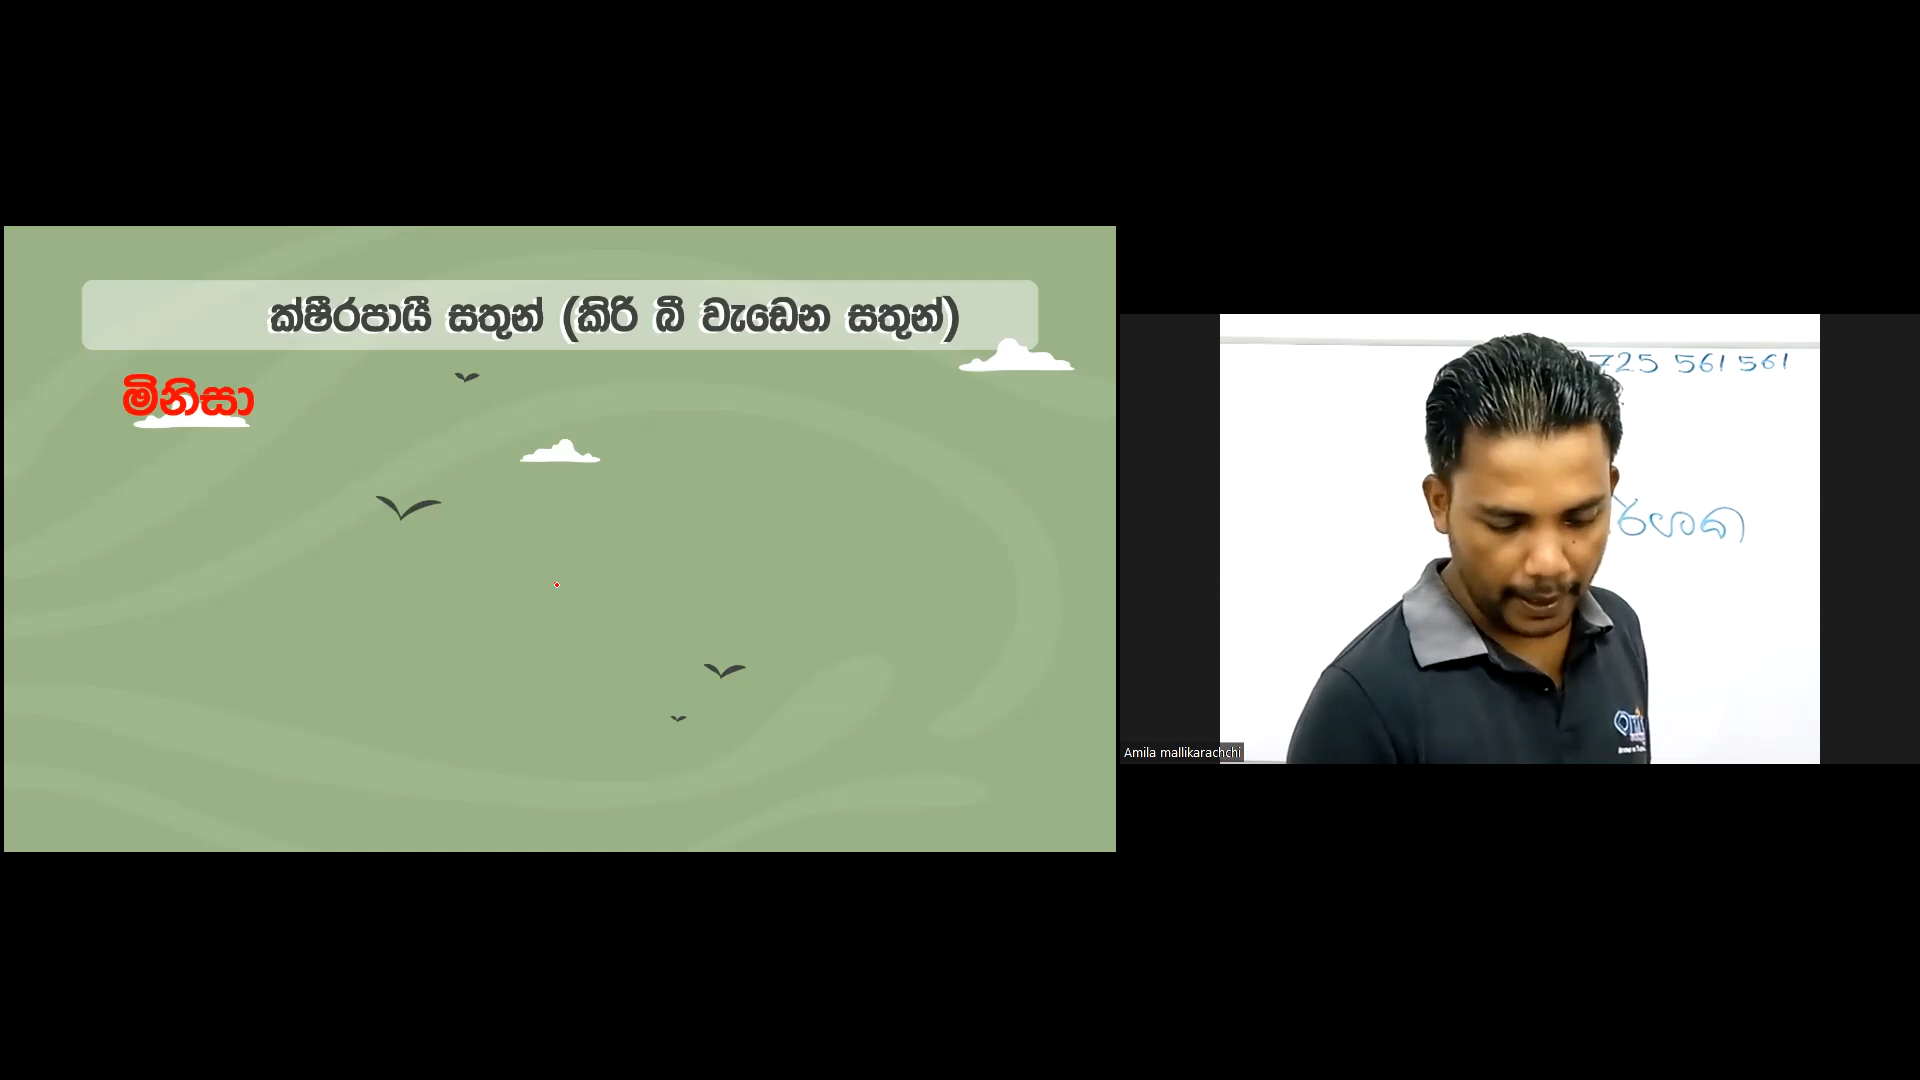 ක්ෂීරපායී සතුන් (කිරි බී වැඩෙන සතුන්)
මිනිසා
725 561 561
Amila mallikarachchi